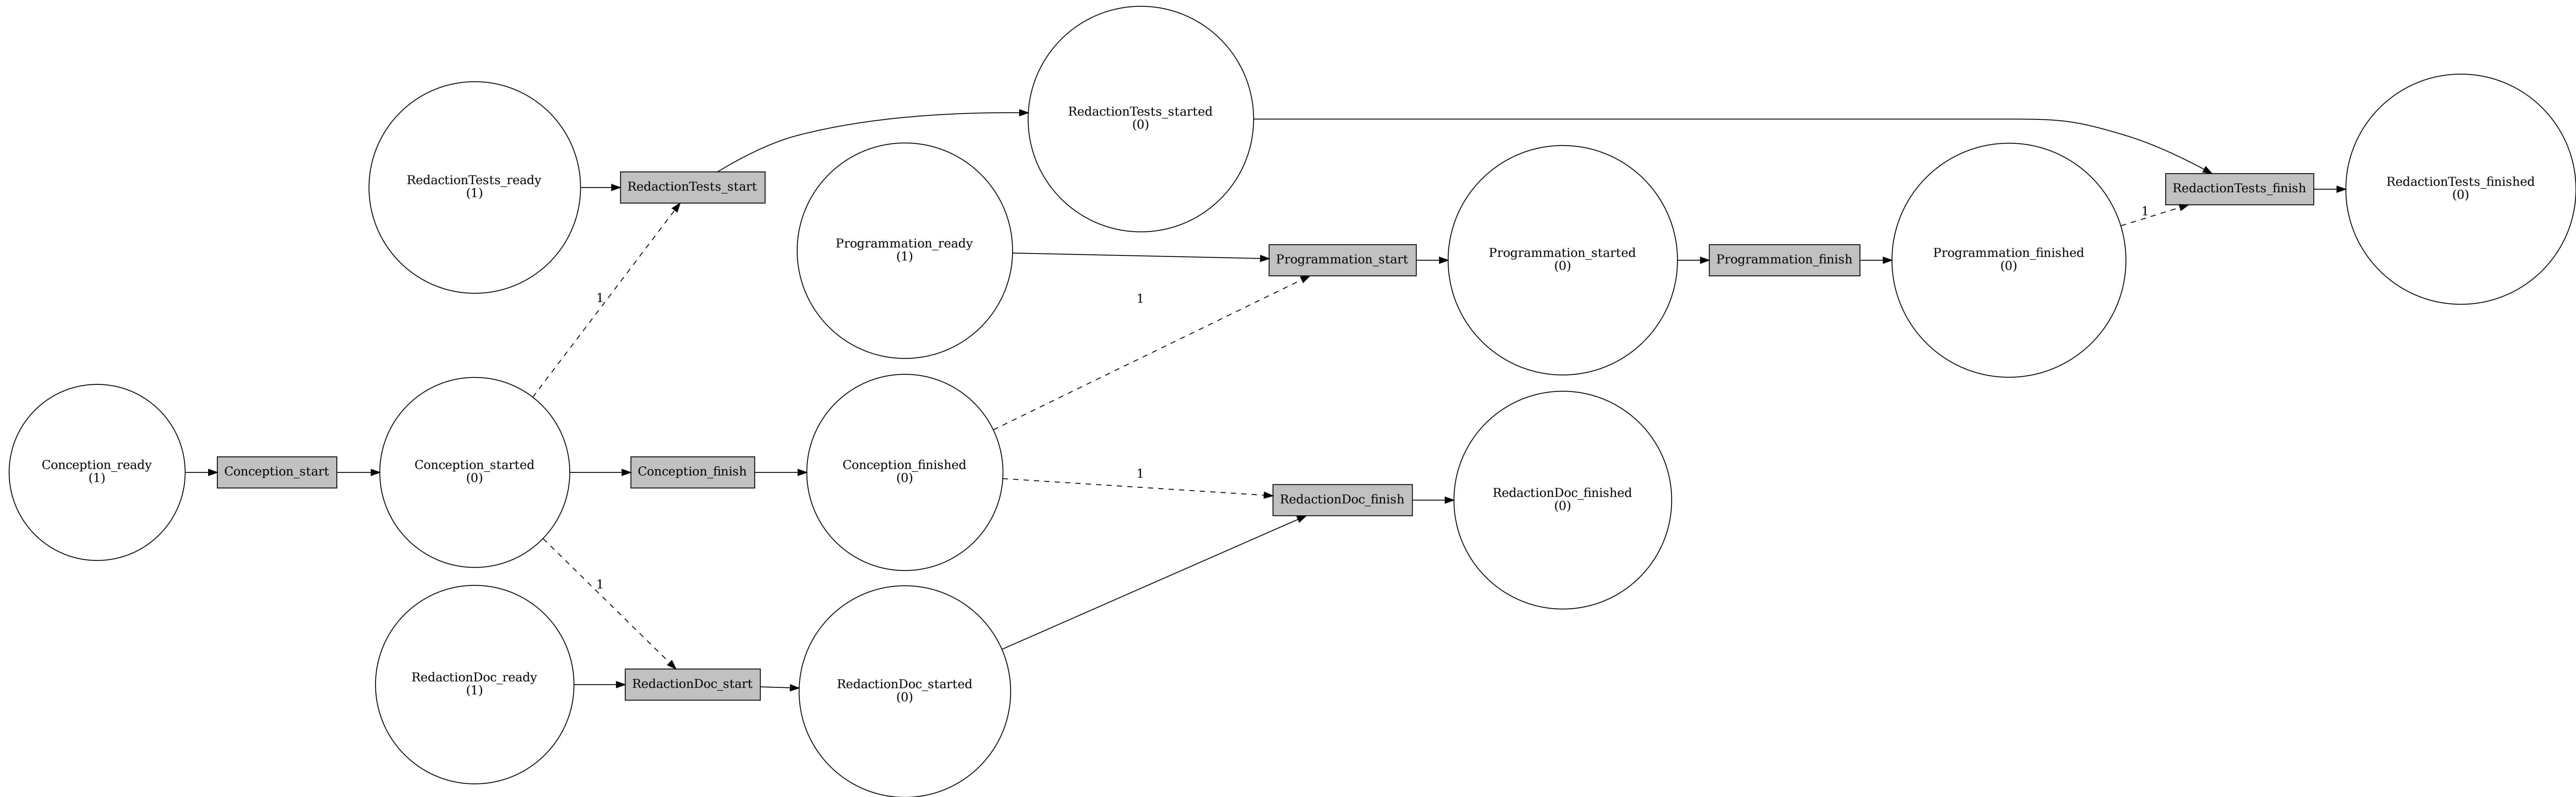 RedactionTests_started
(0)
RedactionTests_ready
(1)
RedactionTests_start
RedactionTests_finish
RedactionTests_finished
(0)
1
Programmation_ready
(1)
Programmation_start
Programmation_started
(0)
Programmation_finish
Programmation_finished
(0)
1
1
Conception_ready
(1)
Conception_start
Conception_started
(0)
Conception_finish
Conception_finished
(0)
1
RedactionDoc_finish
RedactionDoc_finished
(0)
1
RedactionDoc_ready
(1)
RedactionDoc_start
RedactionDoc_started
(0)